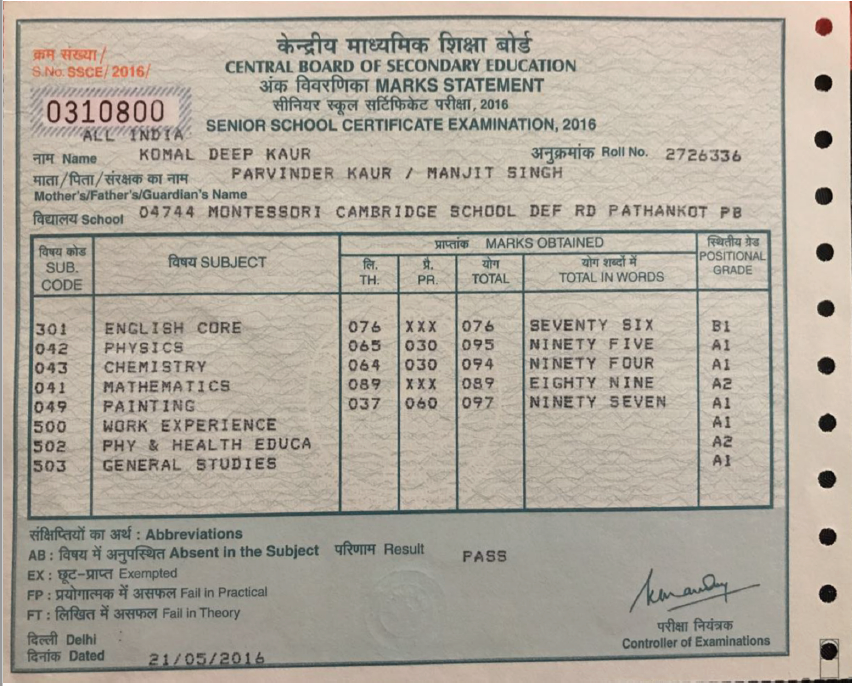 केन्द्रीय माध्यमिक शिक्षा बोर्ड
क्रम संख्या/
S.No. SSCE/ 2016/
CENTRAL BOARD OF SECONDARY EDUCATION
अंक विवरणिका MARKS STATEMENT
0310800
सीनियर स्कूल सर्टिफिकेट परीक्षा, 2016
ALL INDIA
SENIOR SCHOOL CERTIFICATE EXAMINATION, 2016
नाम Name KOMAL DEEP KAUR अनुक्रमांक Roll No. 2726336
माता/पिता/संरक्षक का नाम PARVINDER KAUR / MANJIT SINGH
Mother's/Father's/Guardian's Name
विद्यालय School 04744 MONTESSORI CAMBRIDGE SCHOOL DEF RD PATHANKOT PB
विषय कोड SUB. CODE
विषय SUBJECT
प्राप्तांक MARKS OBTAINED
लि. TH.
प्रै. PR.
योग TOTAL
योग शब्दों में TOTAL IN WORDS
स्थितीय ग्रेड POSITIONAL GRADE
301 ENGLISH CORE 076 XXX 076 SEVENTY SIX B1
042 PHYSICS 065 030 095 NINETY FIVE A1
043 CHEMISTRY 064 030 094 NINETY FOUR A1
041 MATHEMATICS 089 XXX 089 EIGHTY NINE A2
049 PAINTING 037 060 097 NINETY SEVEN A1
500 WORK EXPERIENCE A1
502 PHY & HEALTH EDUCA A2
503 GENERAL STUDIES A1
संक्षिप्तियों का अर्थ : Abbreviations
AB : विषय में अनुपस्थित Absent in the Subject परिणाम Result PASS
EX : छूट-प्राप्त Exempted
FP : प्रयोगात्मक में असफल Fail in Practical
FT : लिखित में असफल Fail in Theory
दिल्ली Delhi
परीक्षा नियंत्रक
Controller of Examinations
दिनांक Dated 21/05/2016